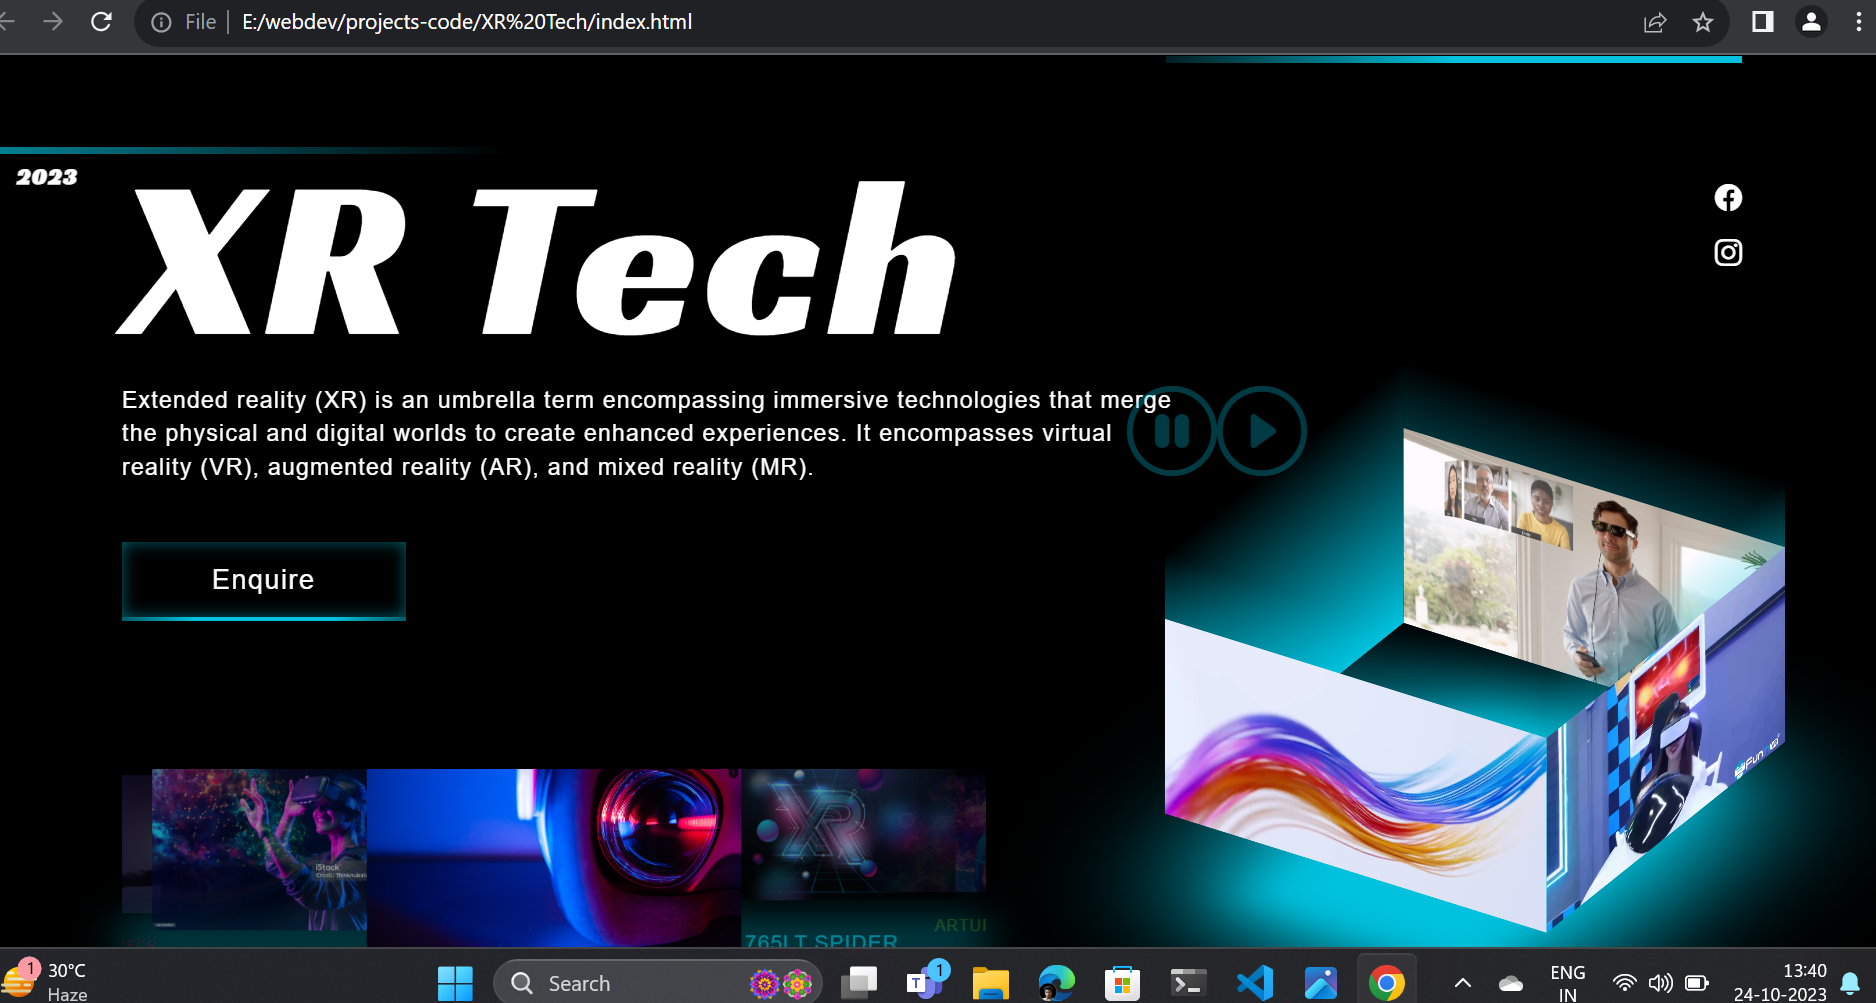 File
E:/webdev/projects-code/XR%20Tech/index.html
2023
XR Tech
Extended reality (XR) is an umbrella term encompassing immersive technologies that merge
the physical and digital worlds to create enhanced experiences. It encompasses virtual
reality (VR), augmented reality (AR), and mixed reality (MR).
Enquire
iStock
XR
765LT SPIDER
1
30°C
Haze
Search
T
1
ENG
IN
13:40
24-10-2023